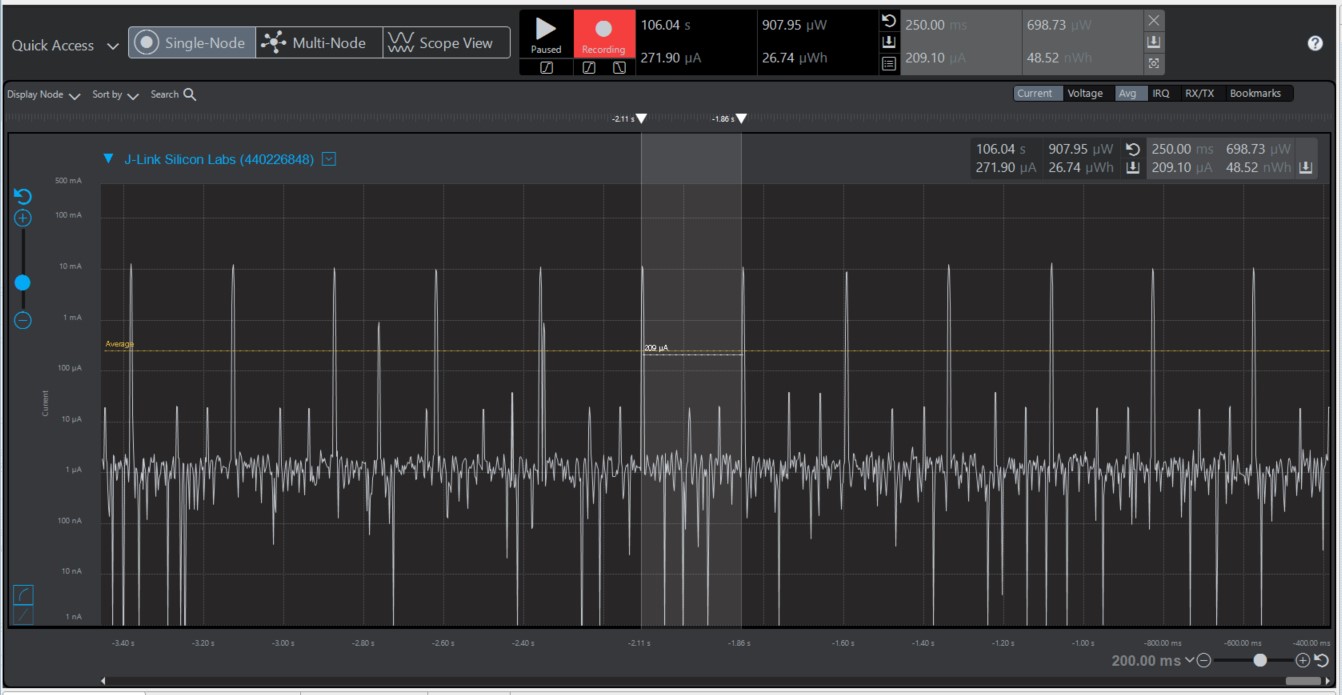 Quick Access
Single-Node
Multi-Node
Scope View
Paused
Recording
106.04 s
907.95 µW
271.90 µA
26.74 µWh
250.00 ms
698.73 µW
209.10 µA
48.52 nWh
Display Node
Sort by
Search
Current
Voltage
Avg
IRQ
RX/TX
Bookmarks
-2.11 s
-1.86 s
J-Link Silicon Labs (440226848)
106.04 s
907.95 µW
250.00 ms
698.73 µW
271.90 µA
26.74 µWh
209.10 µA
48.52 nWh
500 mA
100 mA
10 mA
1 mA
Average
209 µA
100 µA
Current
10 µA
1 µA
100 nA
10 nA
1 nA
-3.40 s
-3.20 s
-3.00 s
-2.80 s
-2.60 s
-2.40 s
-2.11 s
-1.86 s
-1.60 s
-1.40 s
-1.20 s
-1.00 s
-800.00 ms
-600.00 ms
-400.00 ms
200.00 ms